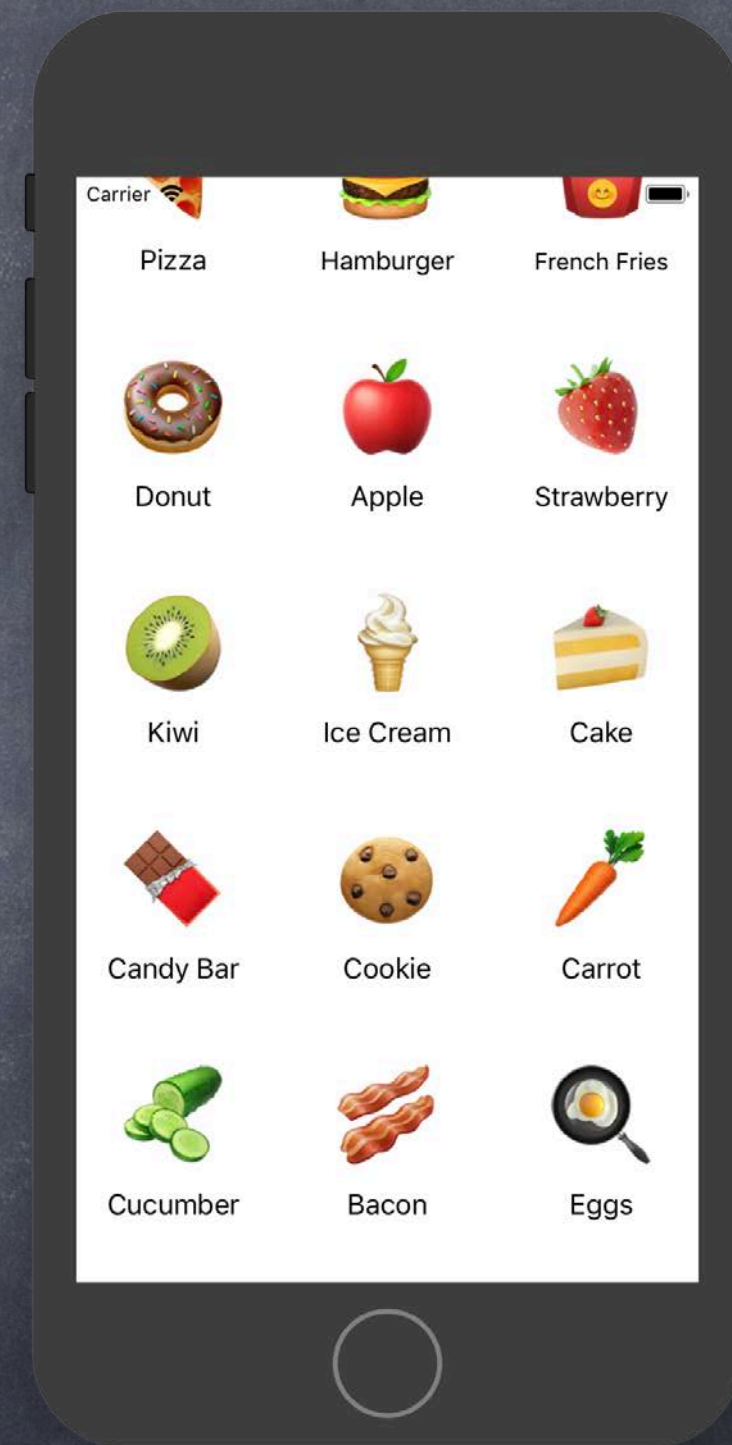 Carrier
Pizza Hamburger French Fries
Donut Apple Strawberry
Kiwi Ice Cream Cake
Candy Bar Cookie Carrot
Cucumber Bacon Eggs